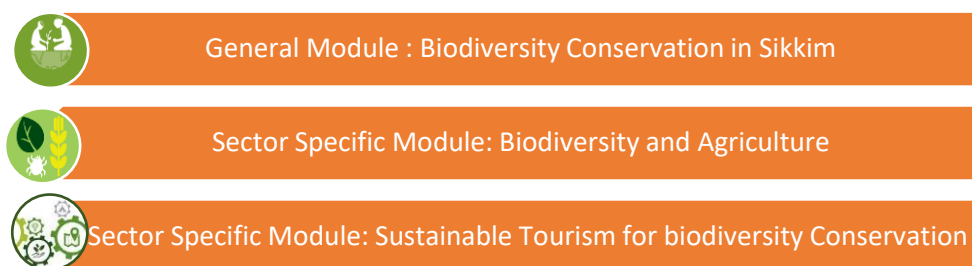 General Module : Biodiversity Conservation in Sikkim
Sector Specific Module: Biodiversity and Agriculture
Sector Specific Module: Sustainable Tourism for biodiversity Conservation